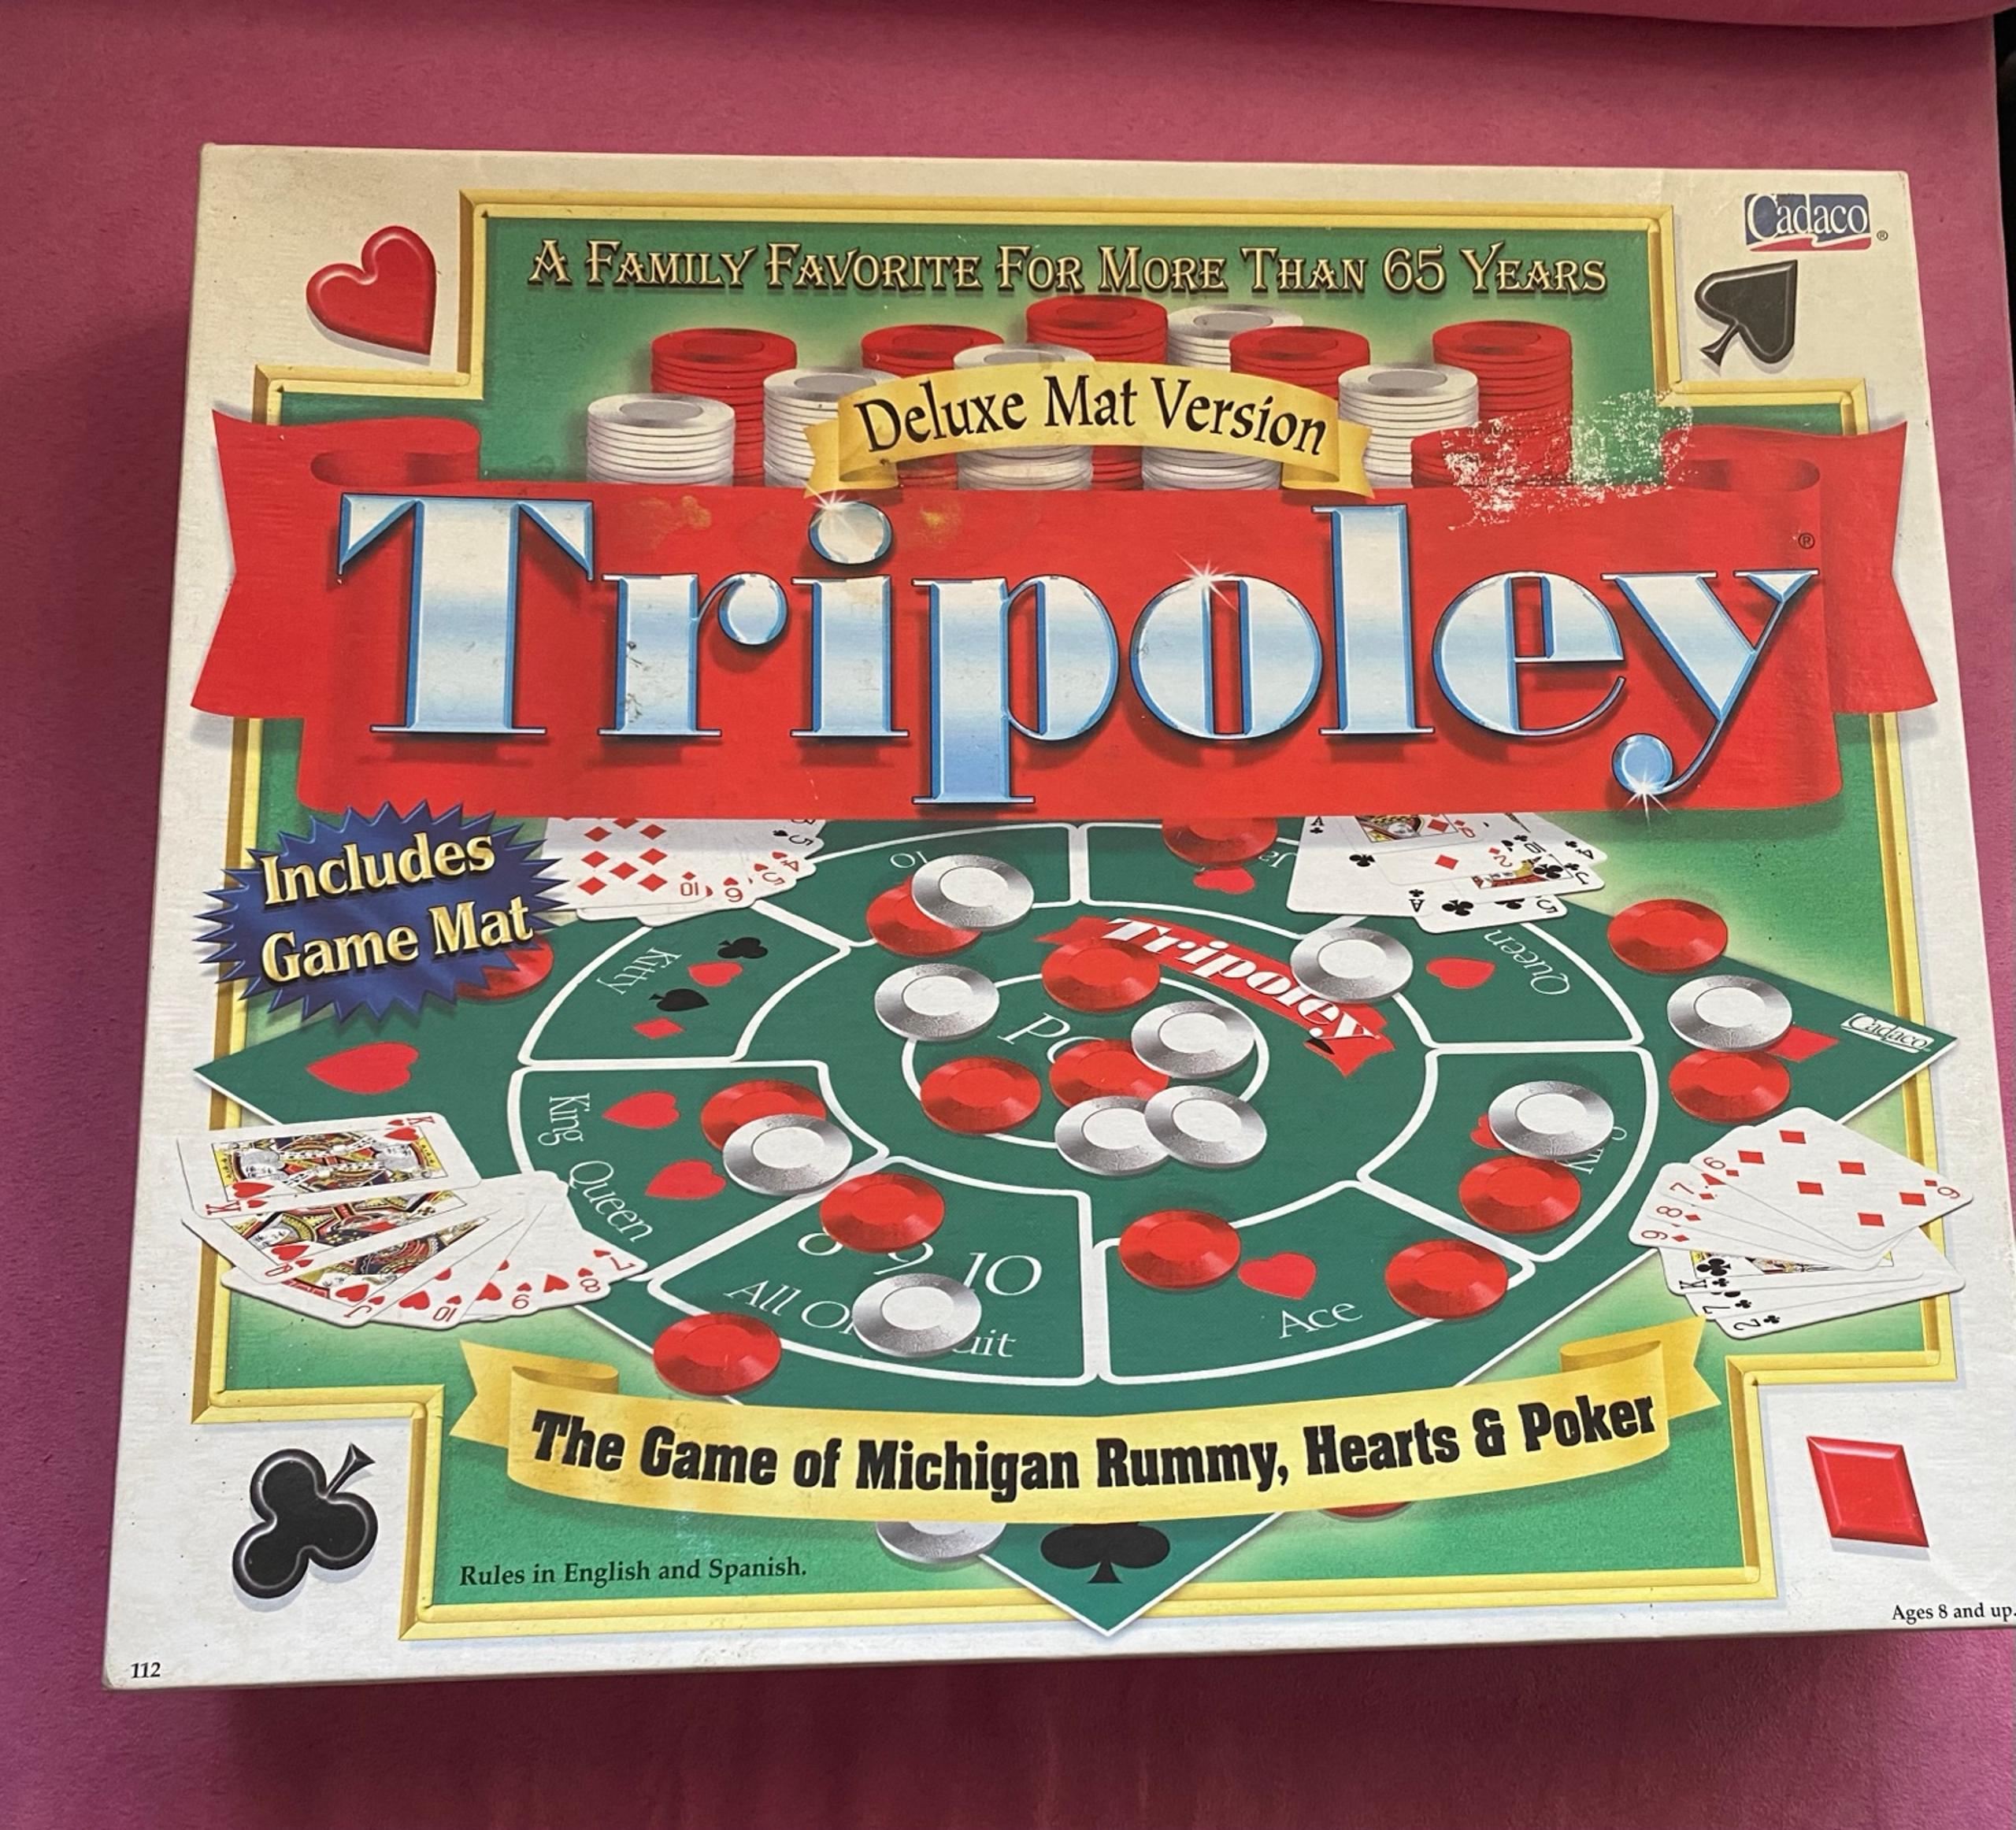 Cadaco®
A Family Favorite For More Than 65 Years
Deluxe Mat Version
Tripoley®
Includes
Game Mat
10
Kitty
Tripoley
Queen
Cadaco
King Queen
9 10
All
Ace
The Game of Michigan Rummy, Hearts & Poker
Rules in English and Spanish.
Ages 8 and up.
112